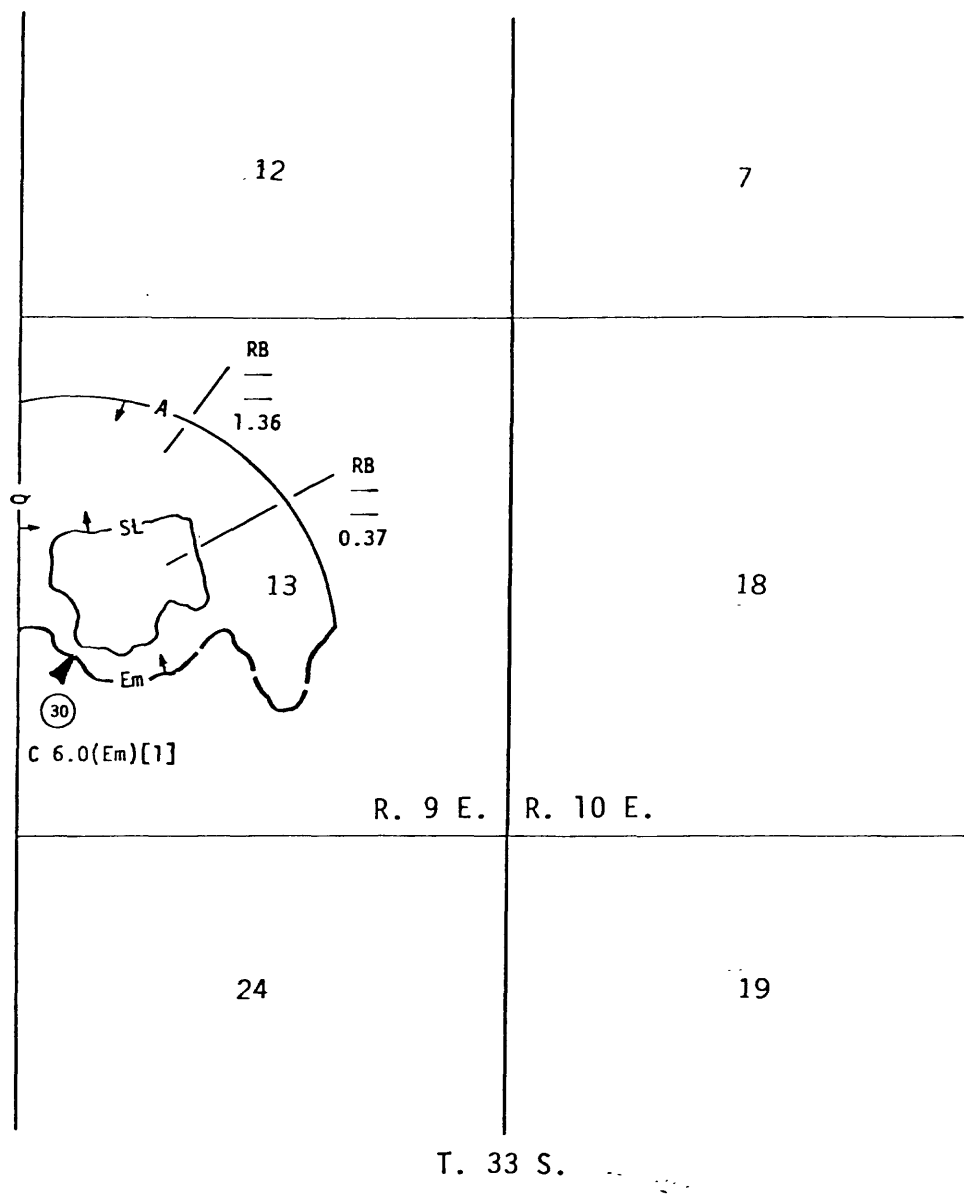 12
7
RB
1.36
A
RB
Q
SL
0.37
13
18
Em
30
C 6.0(Em)[1]
R. 9 E.
R. 10 E.
24
19
T. 33 S.